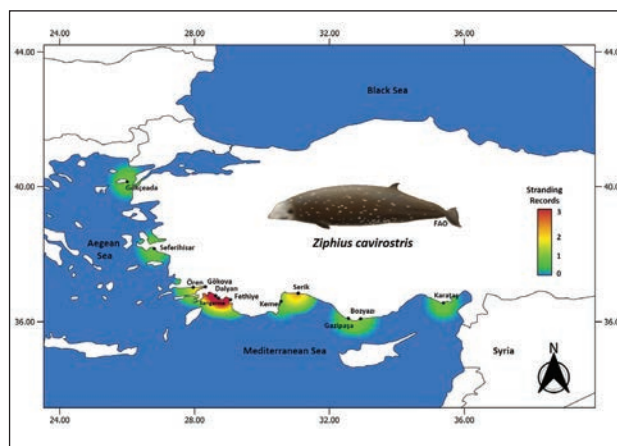 24.00 28.00 32.00 36.00
44.00 44.00
Black Sea
40.00 40.00
Gökçeada
Stranding
Records
3
2
1
0
FAO
Ziphius cavirostris
Aegean
Sea
Seferihisar
Ören Gökova
Dalyan
Fethiye
Kemer
Serik
Karataş
Bozyazı
Gazipaşa
36.00 36.00
Mediterranean Sea
Syria
N
24.00 28.00 32.00 36.00